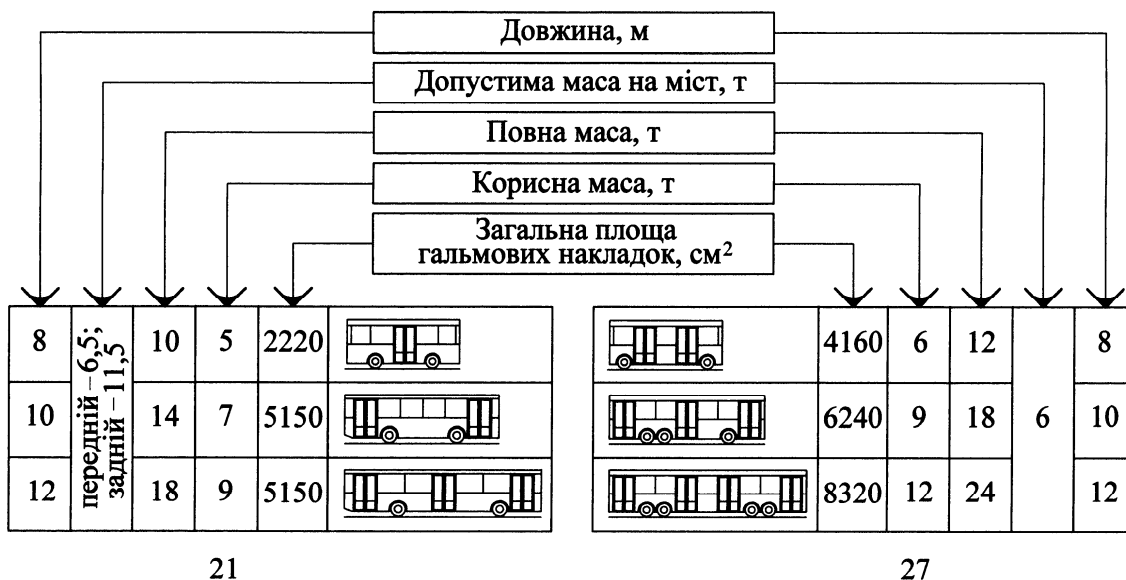 Довжина, м
Допустима маса на міст, т
Повна маса, т
Корисна маса, т
Загальна площа
гальмових накладок, см²
8 10 5 2220 4160 6 12 8
передній – 6,5;
задній – 11,5
10 14 7 5150 6240 9 18 6 10
12 18 9 5150 8320 12 24 12
21 27